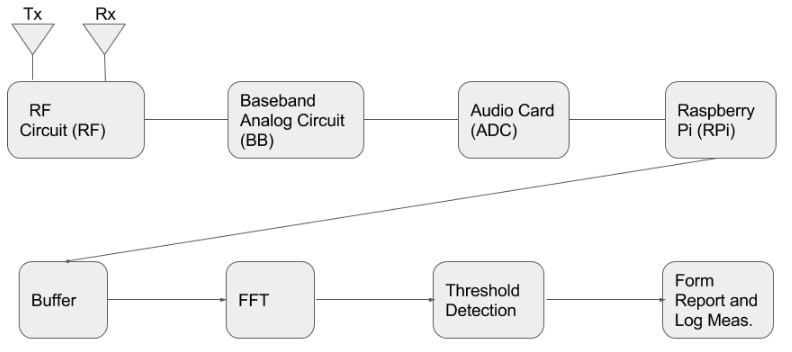 Tx
Rx
RF
Circuit (RF)
Baseband
Analog Circuit
(BB)
Audio Card
(ADC)
Raspberry
Pi (RPi)
Buffer
FFT
Threshold
Detection
Form
Report and
Log Meas.